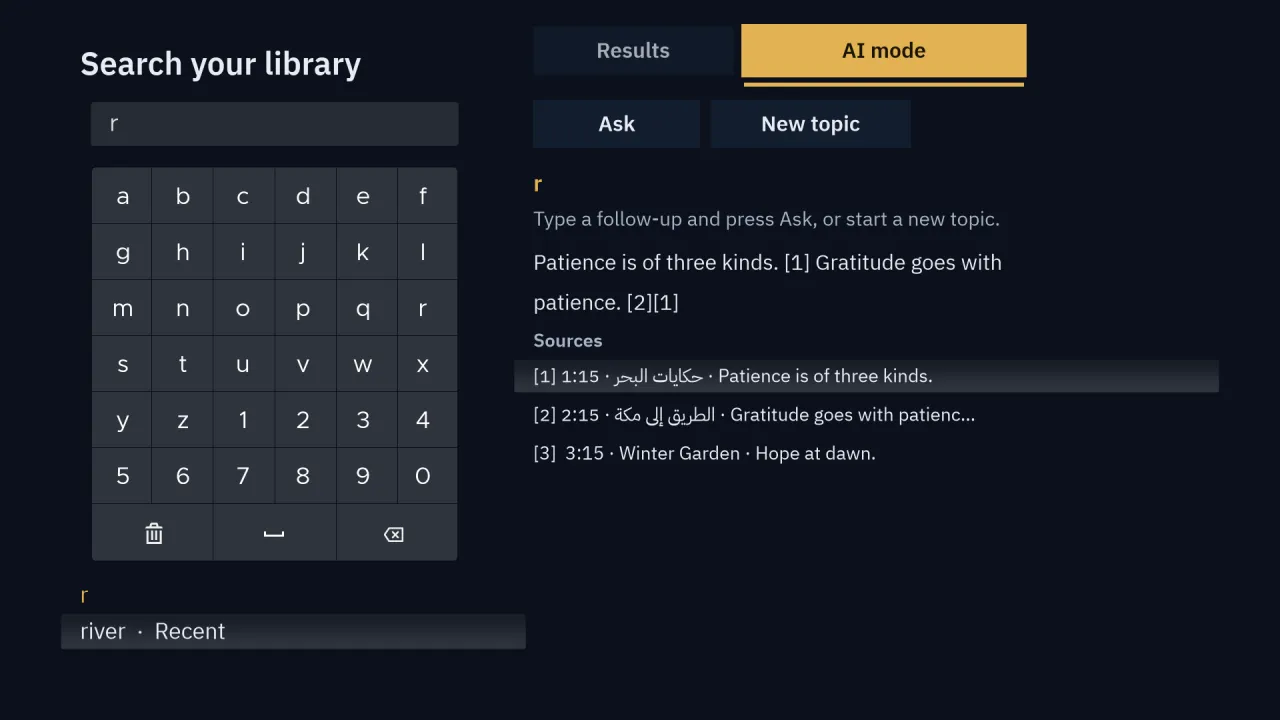 Search your library
r
a b c d e f
g h i j k l
m n o p q r
s t u v w x
y z 1 2 3 4
5 6 7 8 9 0
r
river · Recent
Results
AI mode
Ask
New topic
r
Type a follow-up and press Ask, or start a new topic.
Patience is of three kinds. [1] Gratitude goes with
patience. [2][1]
Sources
[1] 1:15 · حكايات البحر · Patience is of three kinds.
[2] 2:15 · الطريق إلى مكة · Gratitude goes with patienc...
[3] 3:15 · Winter Garden · Hope at dawn.